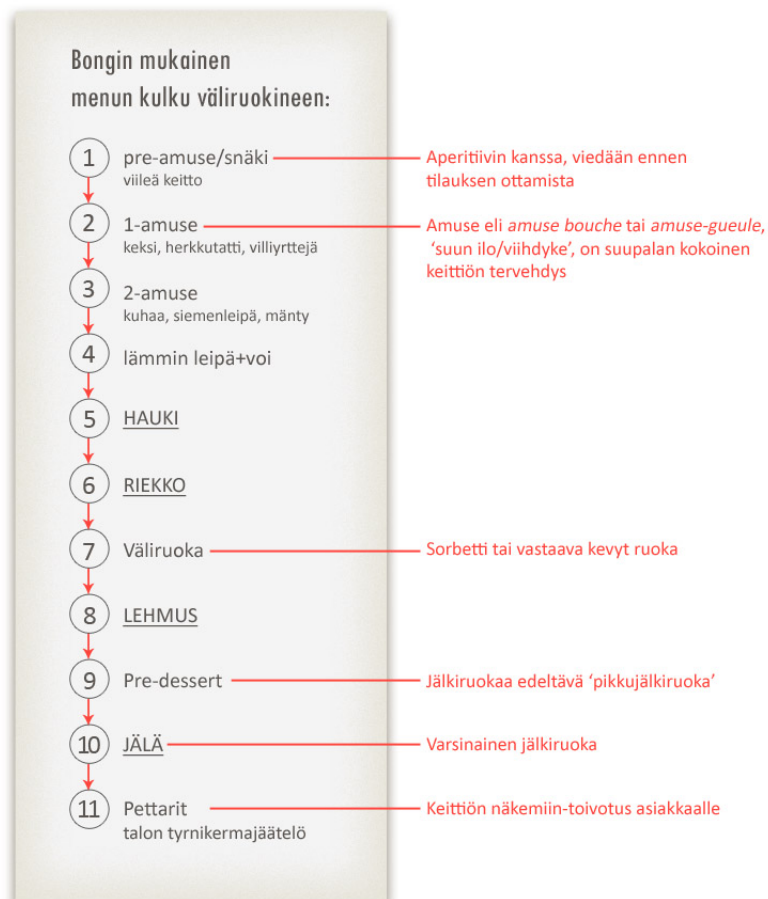 Bongin mukainen
menun kulku väliruokineen:
1 pre-amuse/snäki
viileä keitto
Aperitiivin kanssa, viedään ennen
tilauksen ottamista
2 1-amuse
keksi, herkkutatti, villiyrttejä
Amuse eli amuse bouche tai amuse-gueule,
‘suun ilo/viihdyke’, on suupalan kokoinen
keittiön tervehdys
3 2-amuse
kuhaa, siemenleipä, mänty
4 lämmin leipä+voi
5 HAUKI
6 RIEKKO
7 Väliruoka
Sorbetti tai vastaava kevyt ruoka
8 LEHMUS
9 Pre-dessert
Jälkiruokaa edeltävä ‘pikkujälkiruoka’
10 JÄLÄ
Varsinainen jälkiruoka
11 Pettarit
talon tyrnikermajäätelö
Keittiön näkemiin-toivotus asiakkaalle